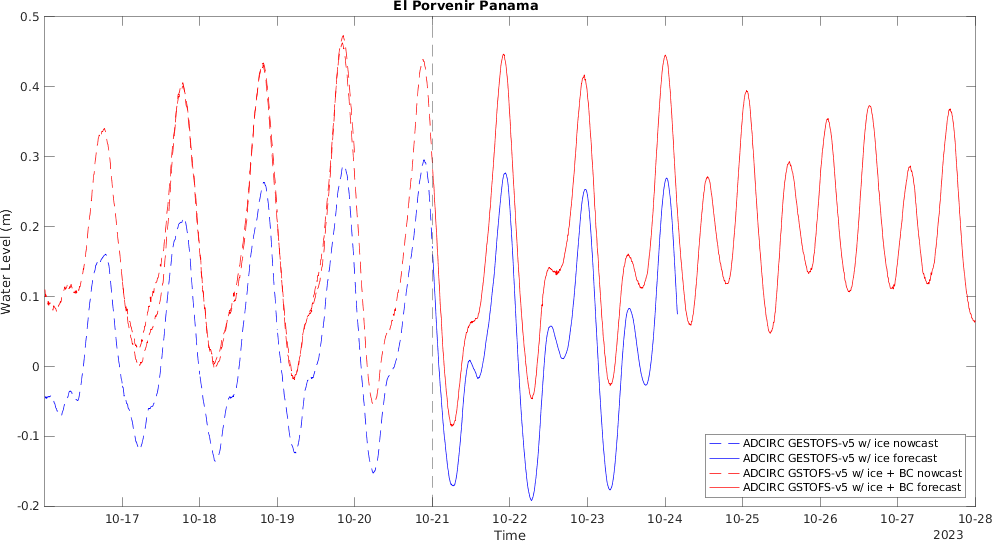 El Porvenir Panama
0.5
0.4
0.3
0.2
0.1
0
-0.1
-0.2
Water Level (m)
ADCIRC GESTOFS-v5 w/ ice nowcast
ADCIRC GESTOFS-v5 w/ ice forecast
ADCIRC GSTOFS-v5 w/ ice + BC nowcast
ADCIRC GSTOFS-v5 w/ ice + BC forecast
10-17 10-18 10-19 10-20 10-21 10-22 10-23 10-24 10-25 10-26 10-27 10-28
Time
2023